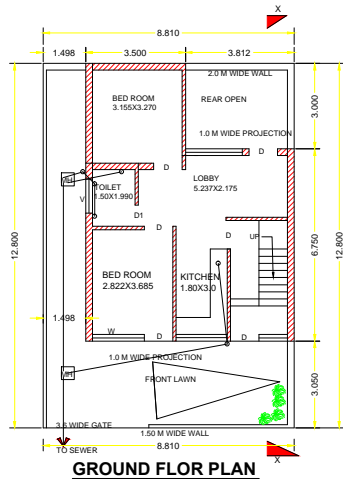 X
8.810
1.498
3.500
3.812
2.0 M WIDE WALL
BED ROOM
3.155X3.270
REAR OPEN
3.000
1.0 M WIDE PROJECTION
D
D
LOBBY
5.237X2.175
MH
TOILET
1.50X1.990
V
D1
D
D
UP
12.800
6.750
12.800
BED ROOM
2.822X3.685
KITCHEN
1.80X3.0
1.498
W
D
D
1.0 M WIDE PROJECTION
MH
FRONT LAWN
3.050
3.6 WIDE GATE
1.50 M WIDE WALL
TO SEWER
8.810
X
GROUND FLOR PLAN